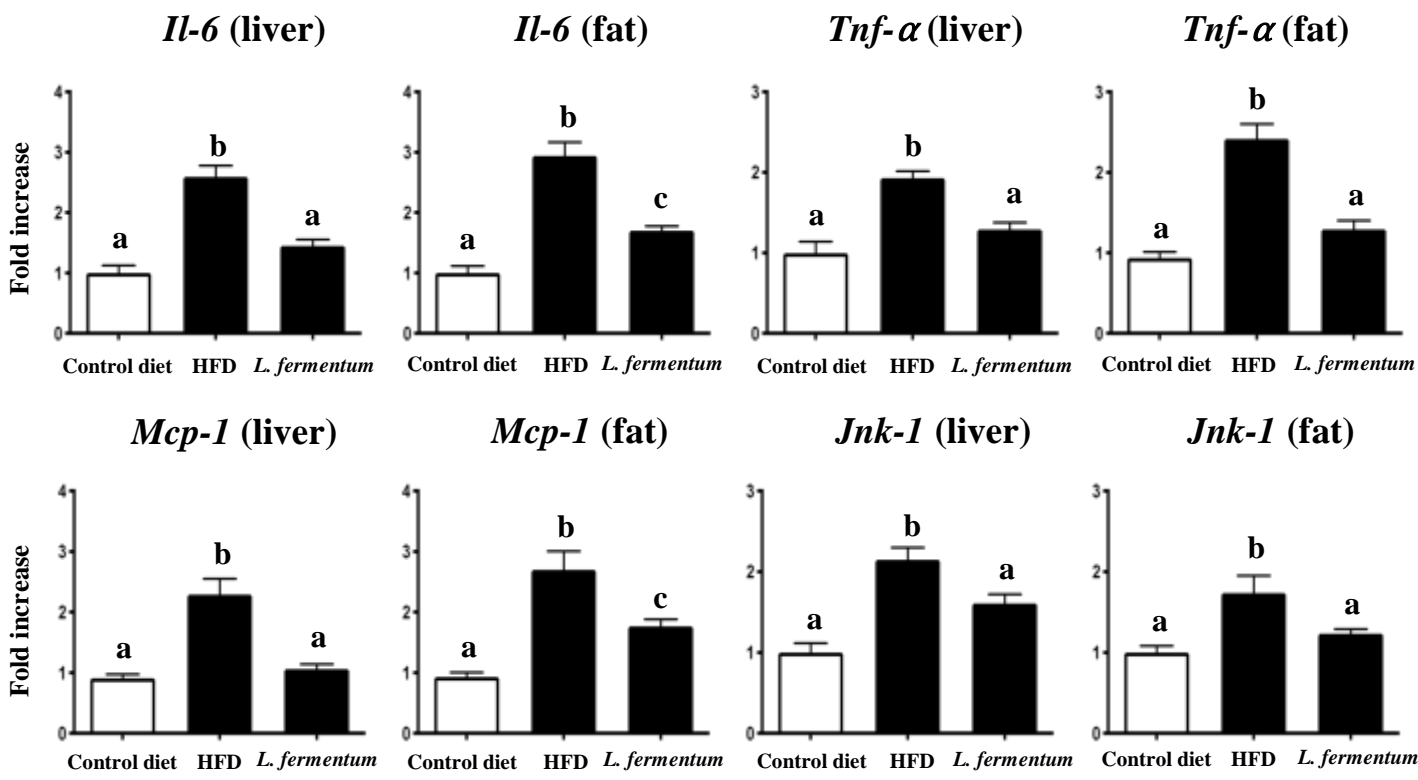 Il-6 (liver)
Il-6 (fat)
Tnf-α (liver)
Tnf-α (fat)
Fold increase
4
3
2
1
0
a
b
a
Control diet HFD L. fermentum
4
3
2
1
0
a
b
c
Control diet HFD L. fermentum
3
2
1
0
a
b
a
Control diet HFD L. fermentum
3
2
1
0
a
b
a
Control diet HFD L. fermentum
Mcp-1 (liver)
Mcp-1 (fat)
Jnk-1 (liver)
Jnk-1 (fat)
Fold increase
4
3
2
1
0
a
b
a
Control diet HFD L. fermentum
4
3
2
1
0
a
b
c
Control diet HFD L. fermentum
3
2
1
0
a
b
a
Control diet HFD L. fermentum
3
2
1
0
a
b
a
Control diet HFD L. fermentum